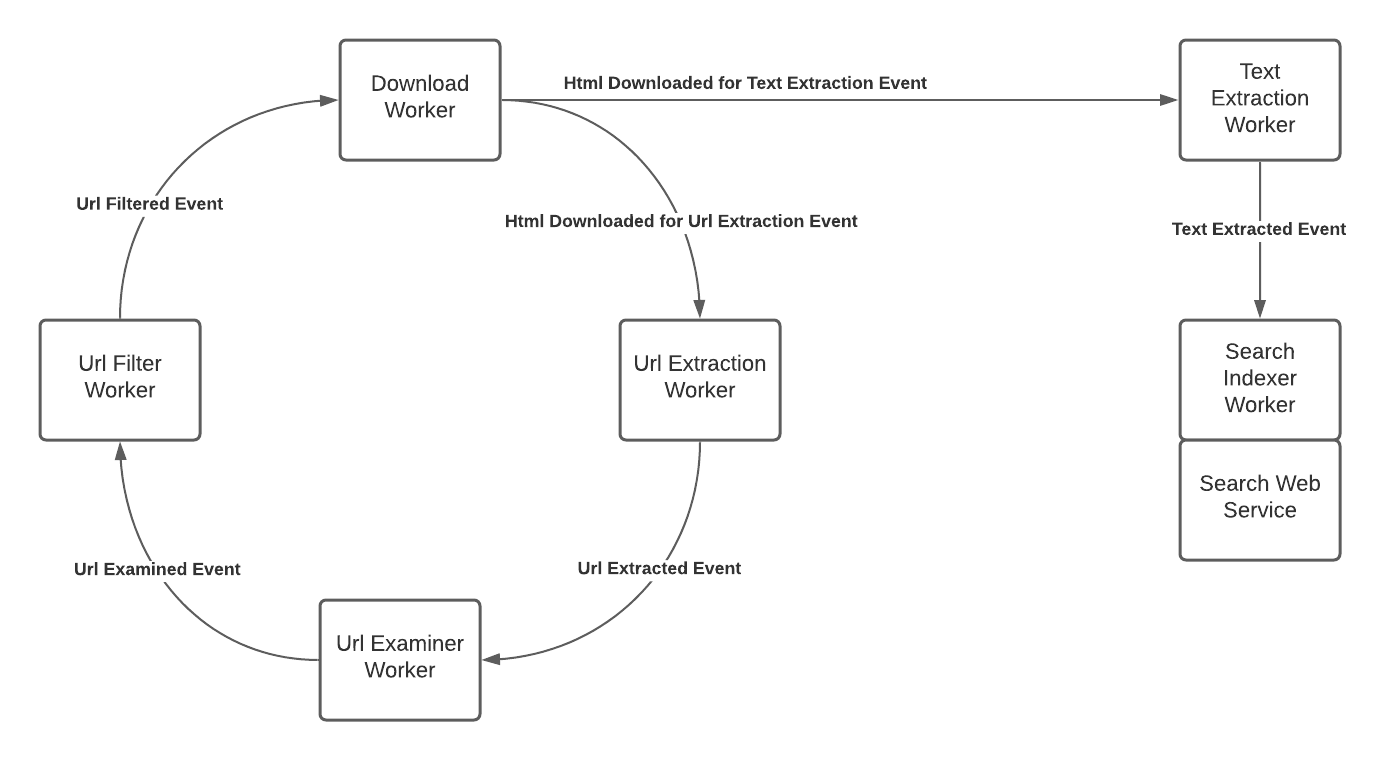 Download
Worker
Html Downloaded for Text Extraction Event
Text
Extraction
Worker
Url Filtered Event
Html Downloaded for Url Extraction Event
Text Extracted Event
Url Filter
Worker
Url Extraction
Worker
Search
Indexer
Worker
Search Web
Service
Url Examined Event
Url Extracted Event
Url Examiner
Worker